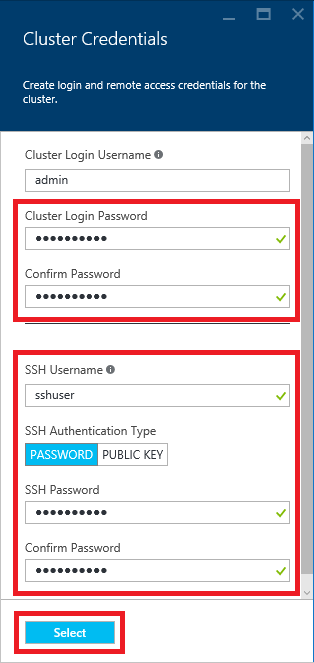 Cluster Credentials
Create login and remote access credentials for the
cluster.
Cluster Login Username
admin
Cluster Login Password
●●●●●●●●●●
Confirm Password
●●●●●●●●●●
SSH Username
sshuser
SSH Authentication Type
PASSWORD PUBLIC KEY
SSH Password
●●●●●●●●●●
Confirm Password
●●●●●●●●●●
Select